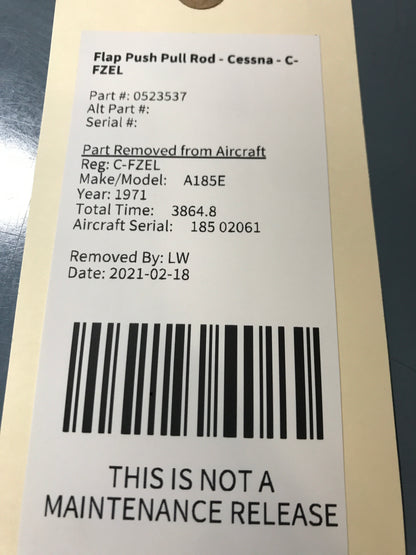 Flap Push Pull Rod - Cessna - C-
FZEL
Part #: 0523537
Alt Part #:
Serial #:
Part Removed from Aircraft
Reg: C-FZEL
Make/Model: A185E
Year: 1971
Total Time: 3864.8
Aircraft Serial: 185 02061
Removed By: LW
Date: 2021-02-18
THIS IS NOT A
MAINTENANCE RELEASE